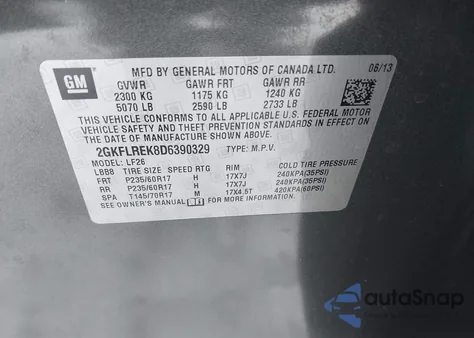 GM MFD BY GENERAL MOTORS OF CANADA LTD. 06/13
GVWR GAWR FRT GAWR RR
2300 KG 1175 KG 1240 KG
5070 LB 2590 LB 2733 LB
THIS VEHICLE CONFORMS TO ALL APPLICABLE U.S. FEDERAL MOTOR
VEHICLE SAFETY, BUMPER, AND THEFT PREVENTION STANDARDS
IN EFFECT ON THE DATE OF MANUFACTURE SHOWN ABOVE.
2GKFLREK8D6390329 TYPE: M.P.V.
MODEL: LF26
LBBB TIRE SIZE SPEED RTG RIM COLD TIRE PRESSURE
FRT P235/60R17 H 17X7J 240KPA(35PSI)
RR P235/60R17 H 17X7J 240KPA(35PSI)
SPA T145/70R17 M 17X4.5T 420KPA(60PSI)
SEE OWNER'S MANUAL FOR ADDITIONAL INFORMATION
autoSnap